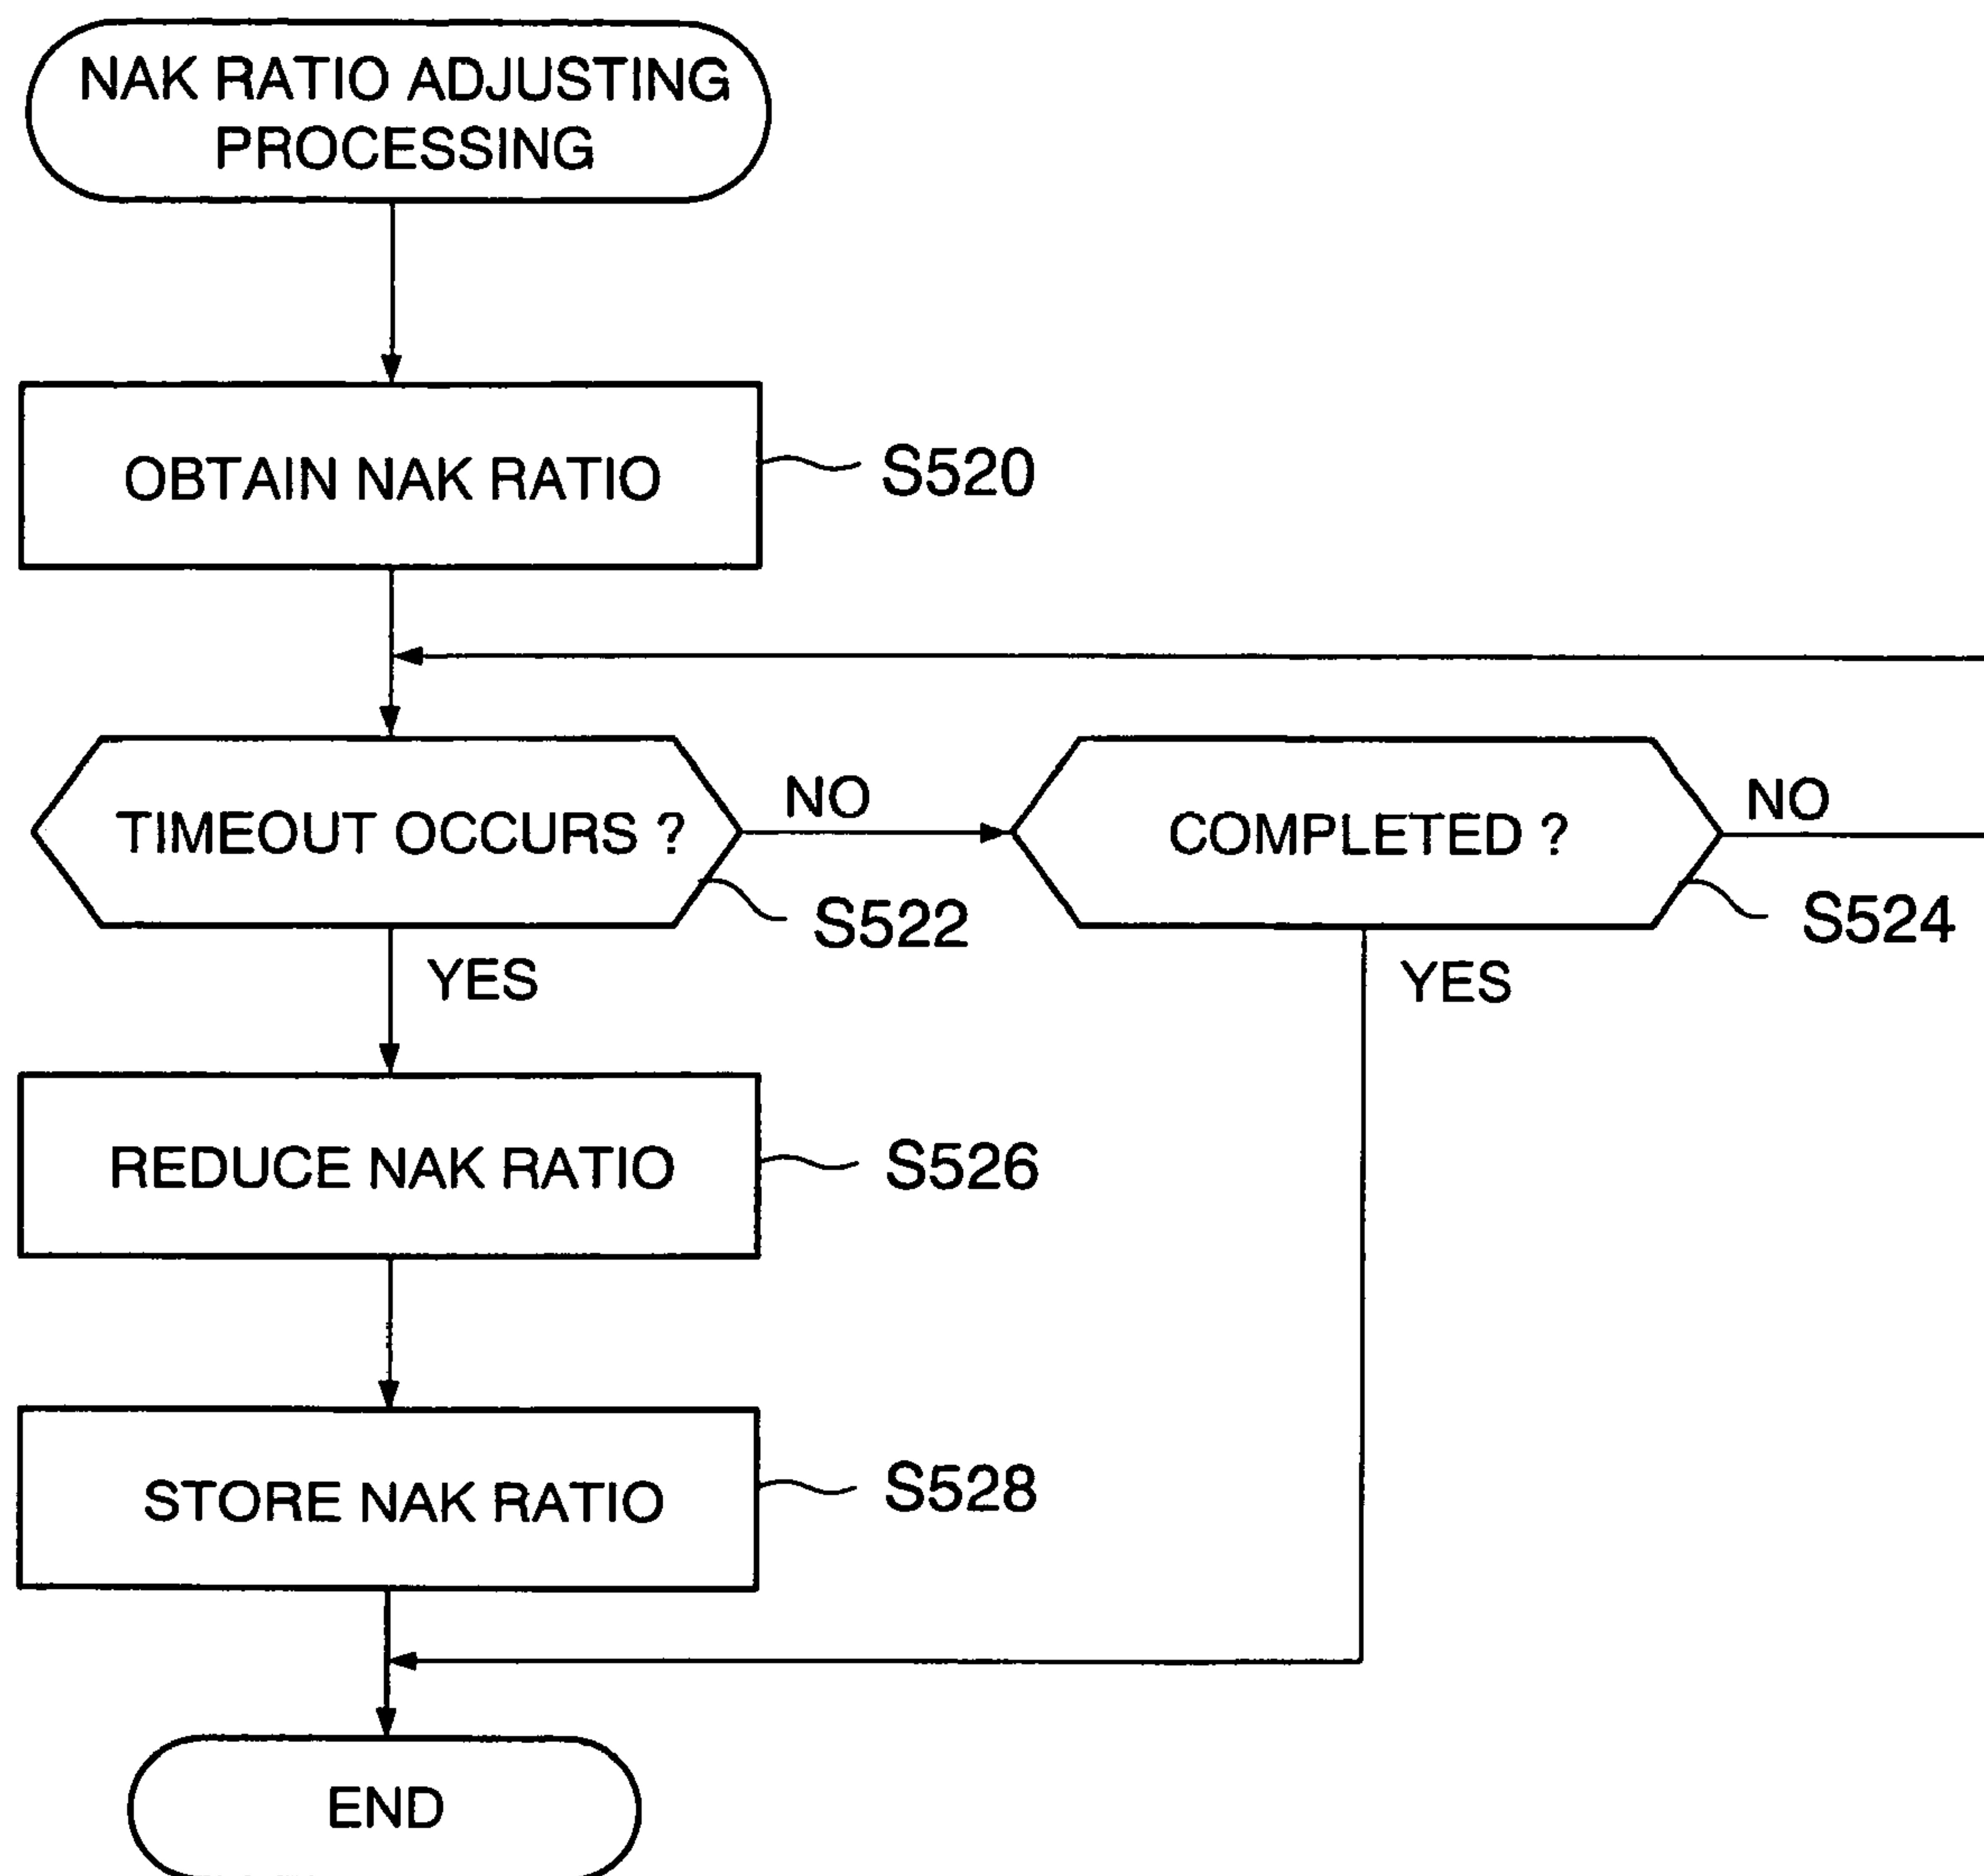 NAK RATIO ADJUSTING
PROCESSING
OBTAIN NAK RATIO
S520
TIMEOUT OCCURS ?
NO
S522
COMPLETED ?
NO
S524
YES
YES
REDUCE NAK RATIO
S526
STORE NAK RATIO
S528
END